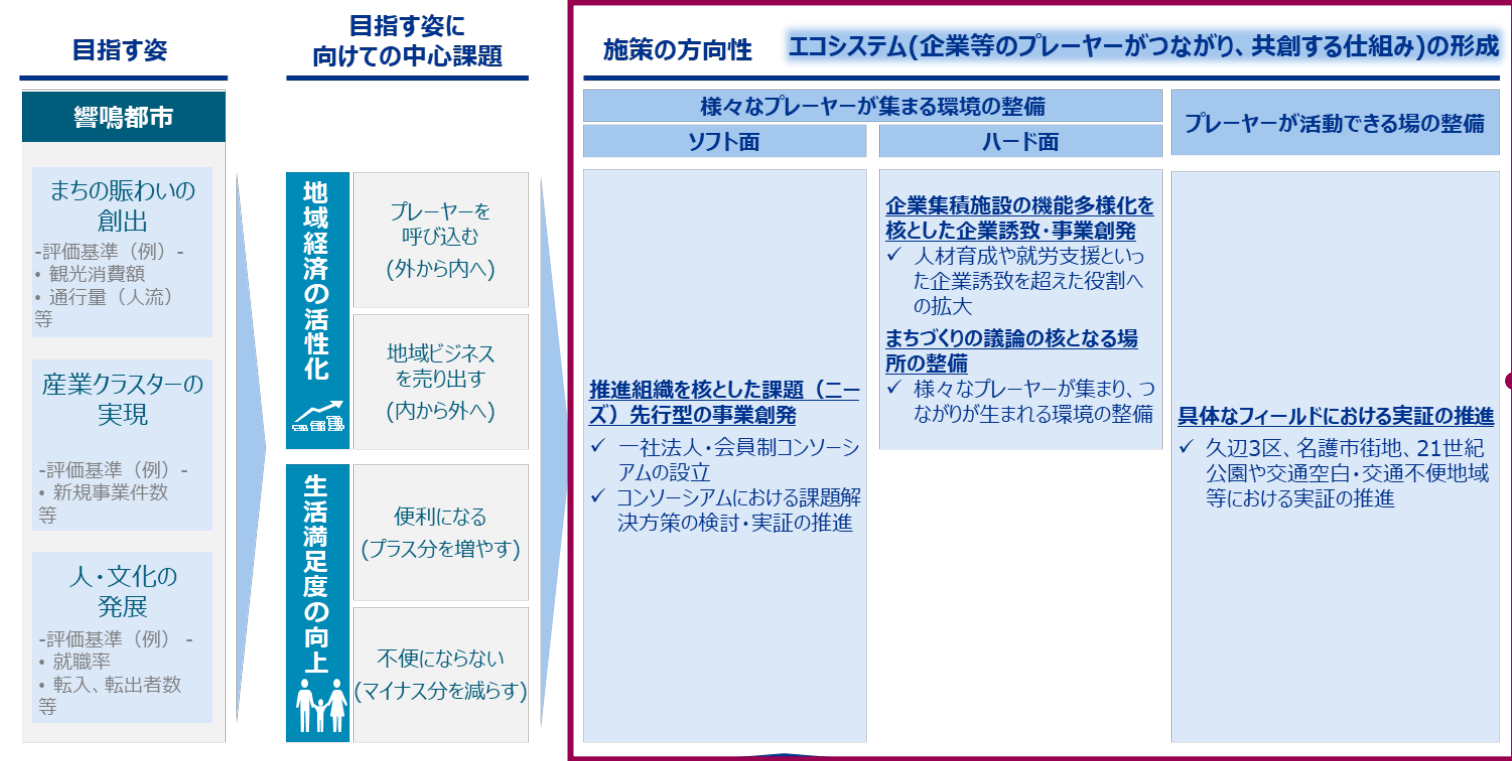 目指す姿
響鳴都市
まちの賑わいの
創出
-評価基準（例）-
• 観光消費額
• 通行量（人流）
等
産業クラスターの
実現
-評価基準（例）-
• 新規事業件数
等
人・文化の
発展
-評価基準（例） -
• 就職率
• 転入、転出者数
等
目指す姿に
向けての中心課題
地域経済の活性化
プレーヤーを
呼び込む
(外から内へ)
地域ビジネス
を売り出す
(内から外へ)
生活満足度の向上
便利になる
(プラス分を増やす)
不便にならない
(マイナス分を減らす)
施策の方向性
エコシステム(企業等のプレーヤーがつながり、共創する仕組み)の形成
様々なプレーヤーが集まる環境の整備
ソフト面
推進組織を核とした課題（ニー
ズ）先行型の事業創発
✓ 一社法人・会員制コンソーシ
アムの設立
✓ コンソーシアムにおける課題解
決方策の検討・実証の推進
ハード面
企業集積施設の機能多様化を
核とした企業誘致・事業創発
✓ 人材育成や就労支援といっ
た企業誘致を超えた役割へ
の拡大
まちづくりの議論の核となる場
所の整備
✓ 様々なプレーヤーが集まり、つ
ながりが生まれる環境の整備
プレーヤーが活動できる場の整備
具体なフィールドにおける実証の推進
✓ 久辺3区、名護市街地、21世紀
公園や交通空白・交通不便地域
等における実証の推進